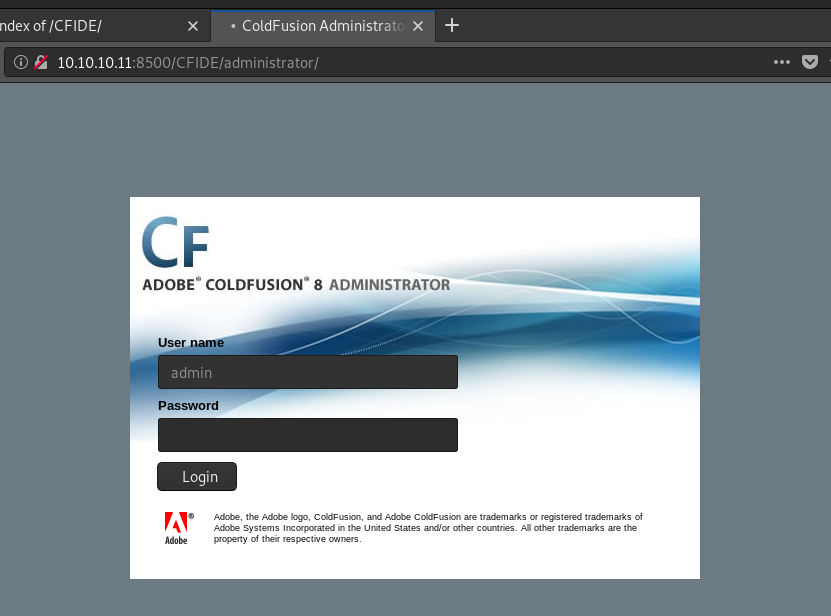 ndex of /CFIDE/
ColdFusion Administrato
10.10.10.11:8500/CFIDE/administrator/
CF
ADOBE® COLDFUSION® 8 ADMINISTRATOR
User name
admin
Password
Login
Adobe, the Adobe logo, ColdFusion, and Adobe ColdFusion are trademarks or registered trademarks of
Adobe Systems Incorporated in the United States and/or other countries. All other trademarks are the
property of their respective owners.
Adobe